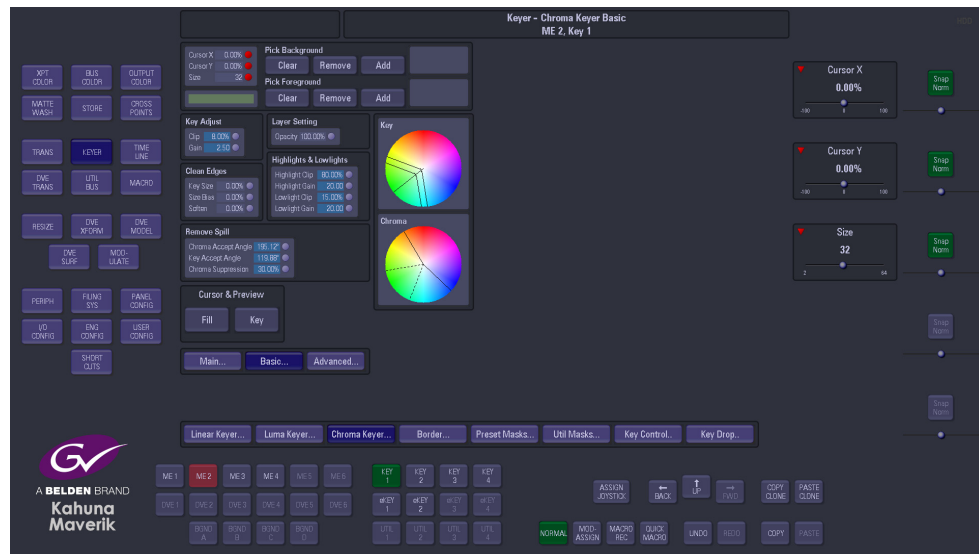 Keyer - Chroma Keyer Basic
ME 2, Key 1
Cursor X 0.00%
Cursor Y 0.00%
Size 32
Pick Background
Clear Remove Add
Pick Foreground
Clear Remove Add
XPT COLOR
BUS COLOR
OUTPUT COLOR
MATTE WASH
STORE
CROSS POINTS
TRANS
KEYER
TIME LINE
DVE TRANS
UTIL BUS
MACRO
RESIZE
DVE XFORM
DVE MODEL
DVE SURF
MOD-ULATE
PERIPH
FILING SYS
PANEL CONFIG
I/O CONFIG
ENG CONFIG
USER CONFIG
SHORT CUTS
Key Adjust
Clip 8.00%
Gain 2.50
Layer Setting
Opacity 100.00%
Clean Edges
Key Size 0.00%
Size Bias 0.00%
Soften 0.00%
Highlights & Lowlights
Highlight Clip 80.00%
Highlight Gain 20.00
Lowlight Clip 15.00%
Lowlight Gain 20.00
Remove Spill
Chroma Accept Angle 195.12°
Key Accept Angle 119.88°
Chroma Suppression 30.00%
Key
Chroma
Cursor & Preview
Fill Key
Main... Basic... Advanced...
Cursor X
0.00%
-100 0 100
Snap Norm
Cursor Y
0.00%
-100 0 100
Snap Norm
Size
32
2 64
Snap Norm
Snap Norm
Snap Norm
Linear Keyer... Luma Keyer... Chroma Keyer... Border... Preset Masks... Util Masks... Key Control.. Key Drop..
GV
A BELDEN BRAND
Kahuna
Maverik
ME 1 ME 2 ME 3 ME 4 ME 5 ME 6
DVE 1 DVE 2 DVE 3 DVE 4 DVE 5 DVE 6
BGND A BGND B BGND C BGND D
KEY 1 KEY 2 KEY 3 KEY 4
eKEY 1 eKEY 2 eKEY 3 eKEY 4
UTIL 1 UTIL 2 UTIL 3 UTIL 4
ASSIGN JOYSTICK
BACK UP FWD
COPY CLONE
PASTE CLONE
NORMAL
MOD-ASSIGN
MACRO REC
QUICK MACRO
UNDO REDO
COPY PASTE